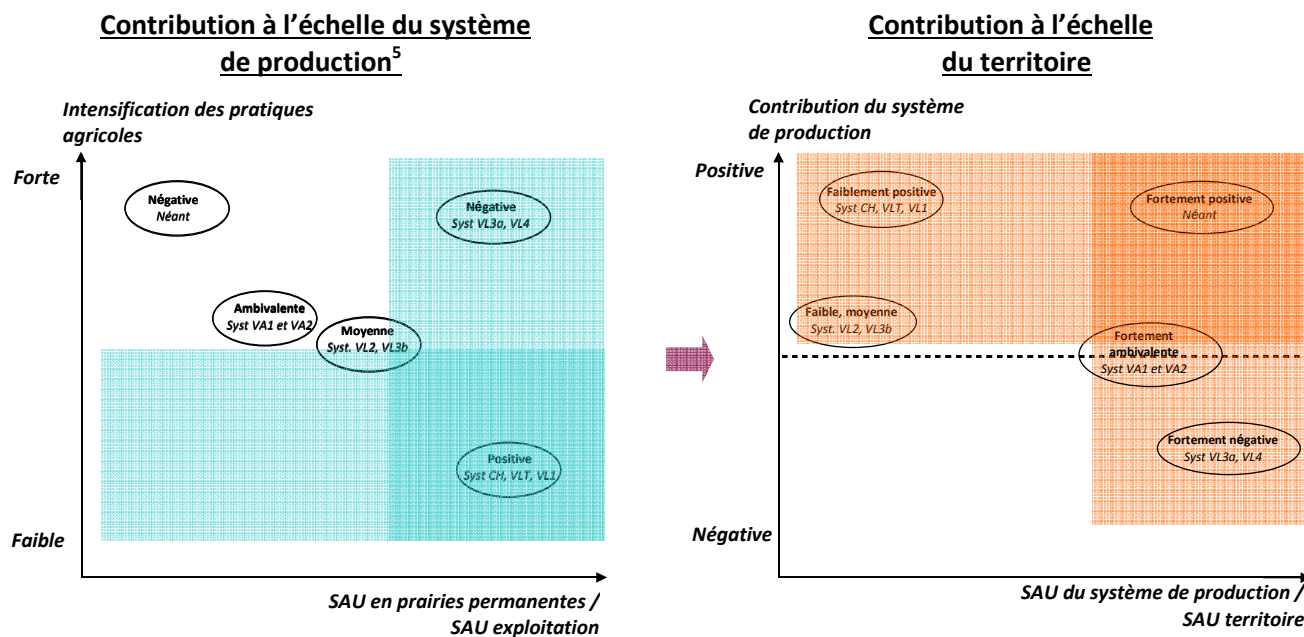 Contribution à l'échelle du système
de production5
Intensification des pratiques
agricoles
Forte
Négative
Néant
Négative
Syst VL3a, VL4
Ambivalente
Syst VA1 et VA2
Moyenne
Syst. VL2, VL3b
Positive
Syst CH, VLT, VL1
Faible
SAU en prairies permanentes /
SAU exploitation
Contribution à l'échelle
du territoire
Contribution du système
de production
Positive
Faiblement positive
Syst CH, VLT, VL1
Fortement positive
Néant
Faible, moyenne
Syst. VL2, VL3b
Fortement
ambivalente
Syst VA1 et VA2
Fortement négative
Syst VL3a, VL4
Négative
SAU du système de production /
SAU territoire